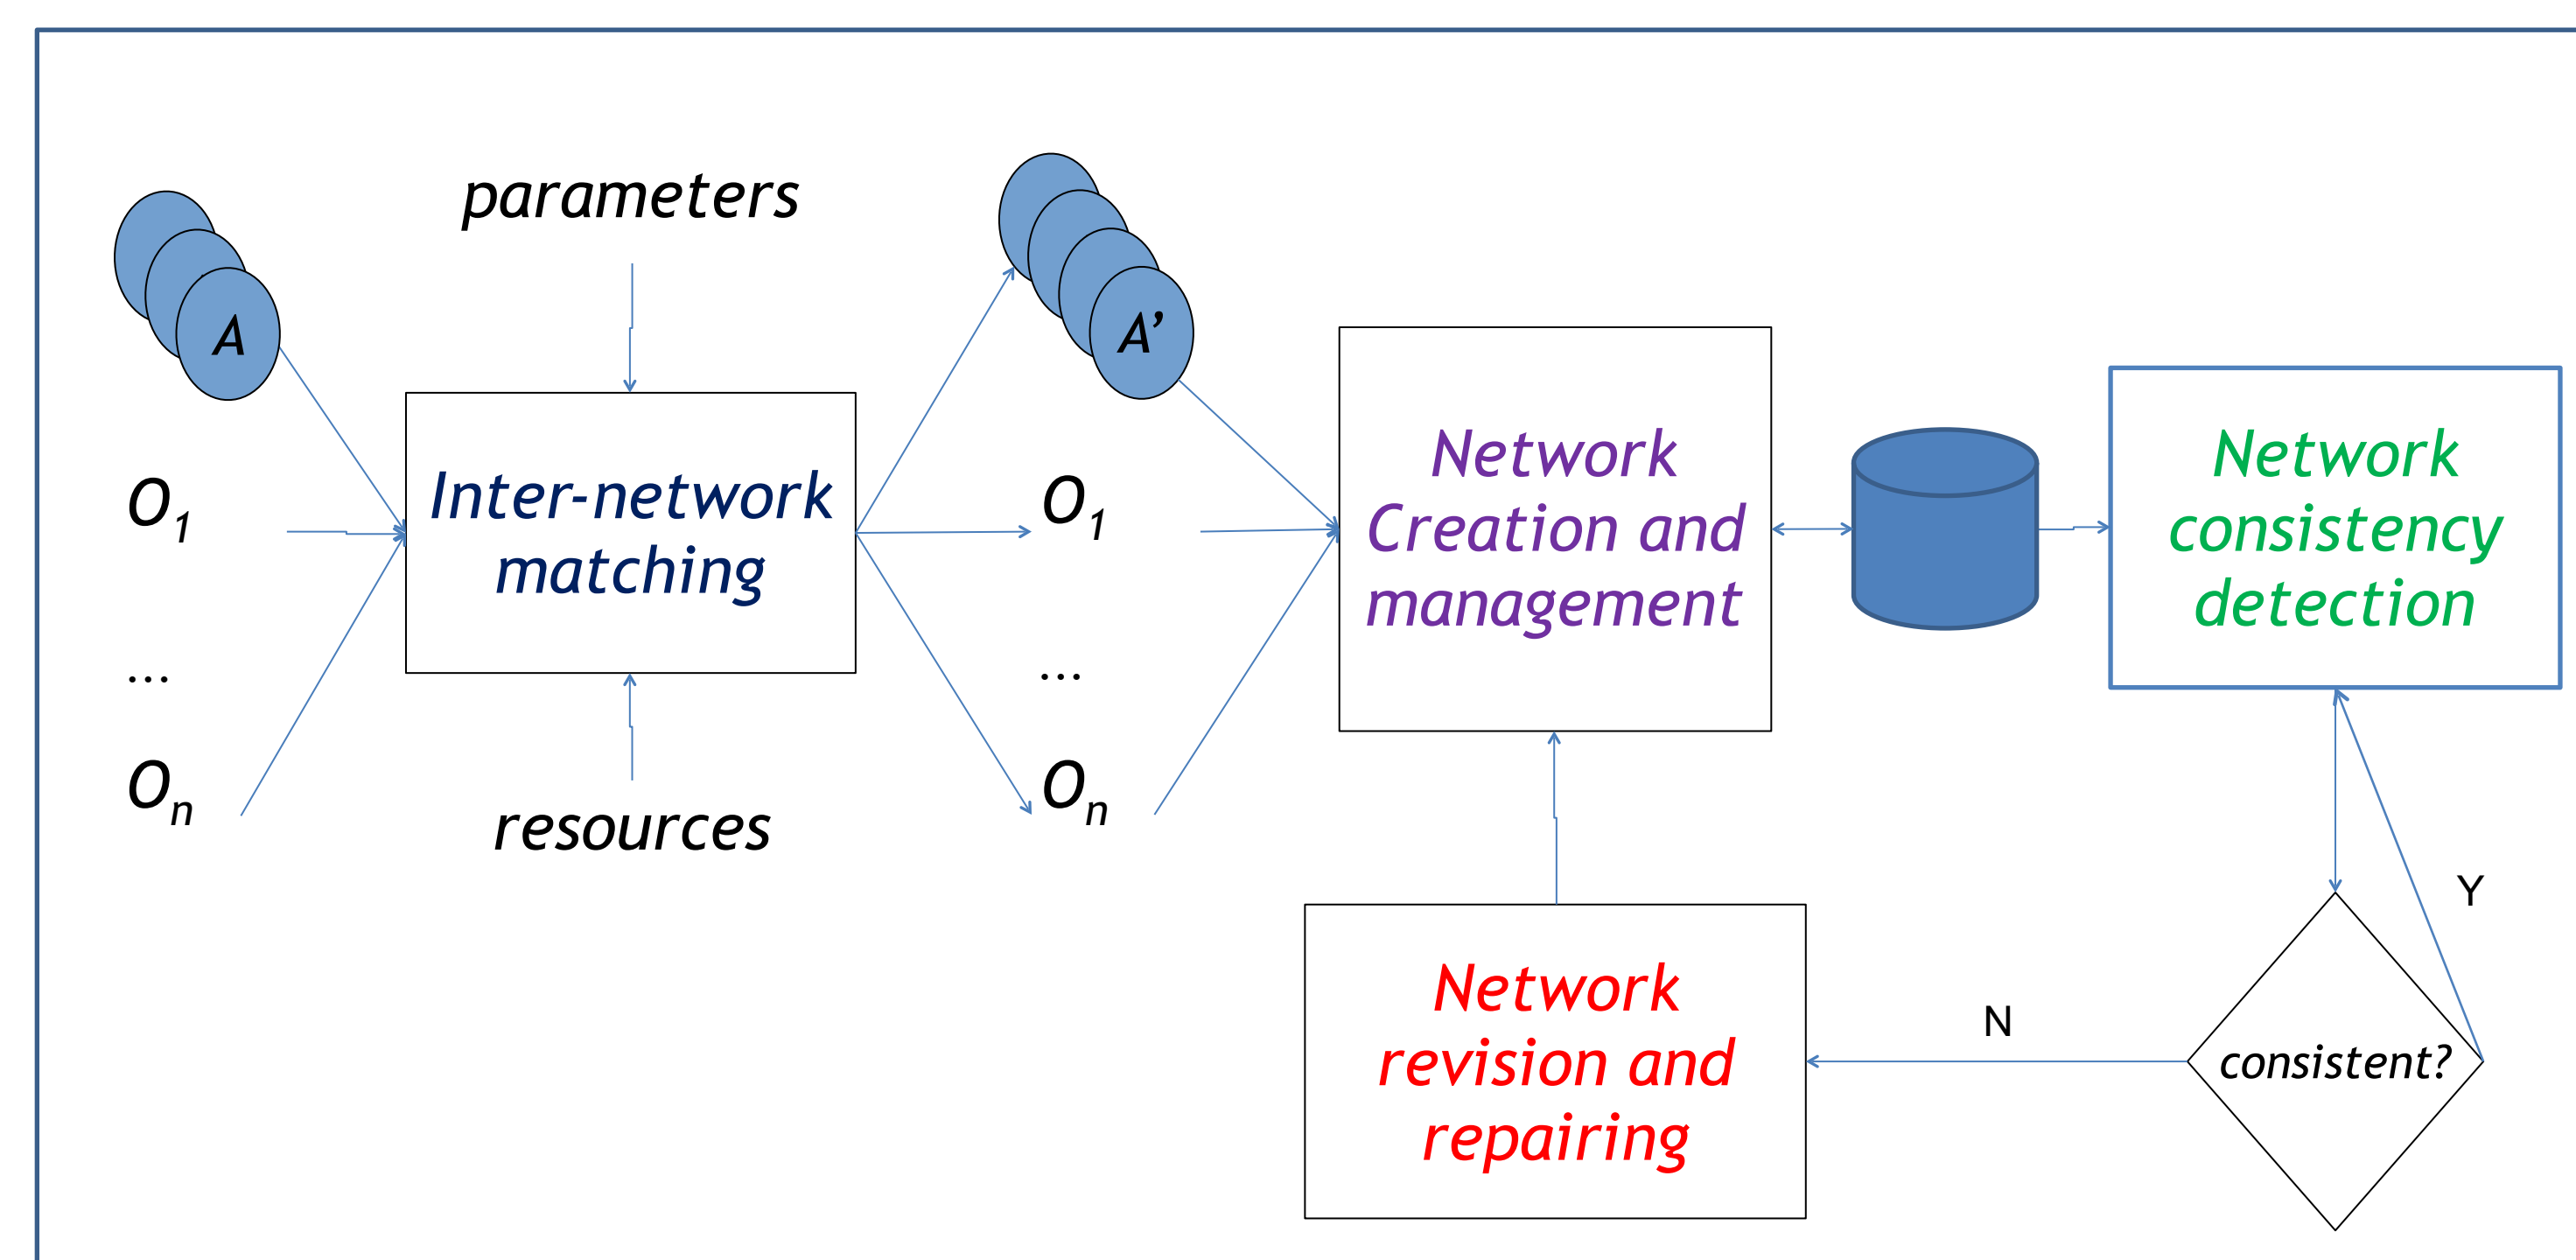 parameters
A
O1
...
On
Inter-network
matching
resources
A’
O1
...
On
Network
Creation and
management
Network
consistency
detection
Y
N
consistent?
Network
revision and
repairing